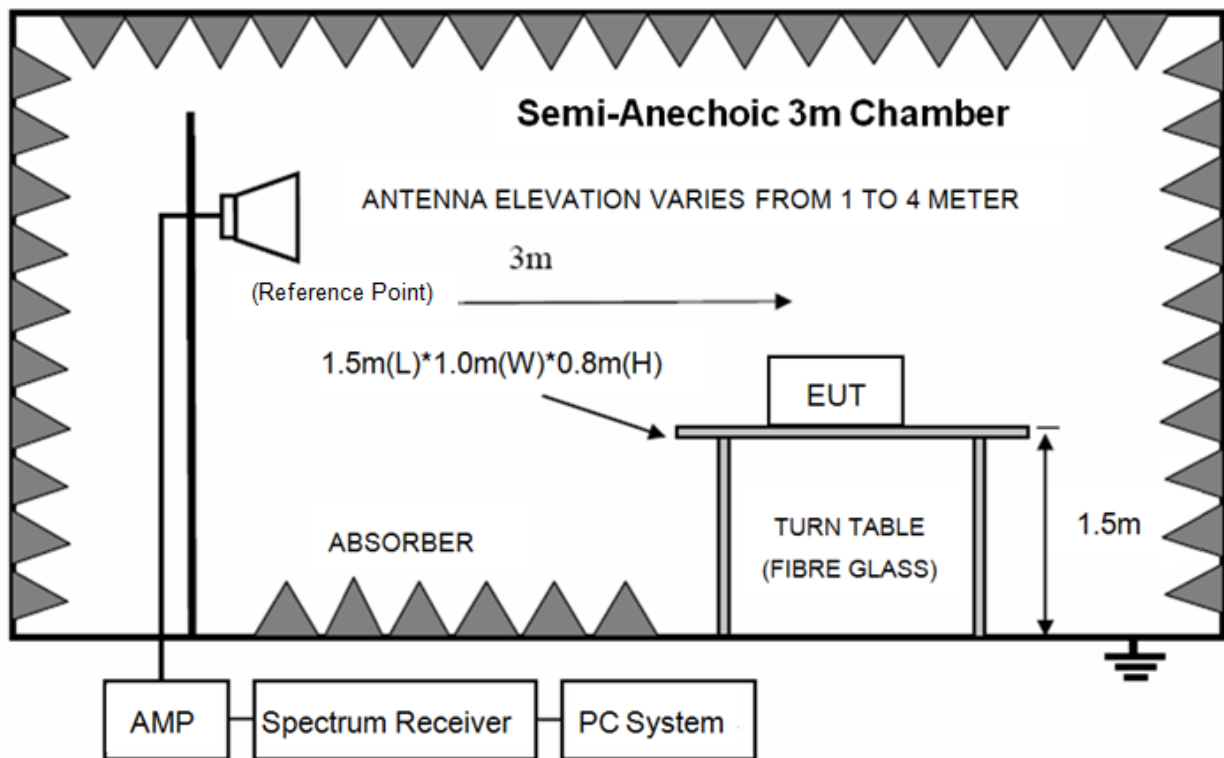 Semi-Anechoic 3m Chamber
ANTENNA ELEVATION VARIES FROM 1 TO 4 METER
3m
(Reference Point)
1.5m(L)*1.0m(W)*0.8m(H)
EUT
ABSORBER
TURN TABLE
(FIBRE GLASS)
1.5m
AMP
Spectrum Receiver
PC System